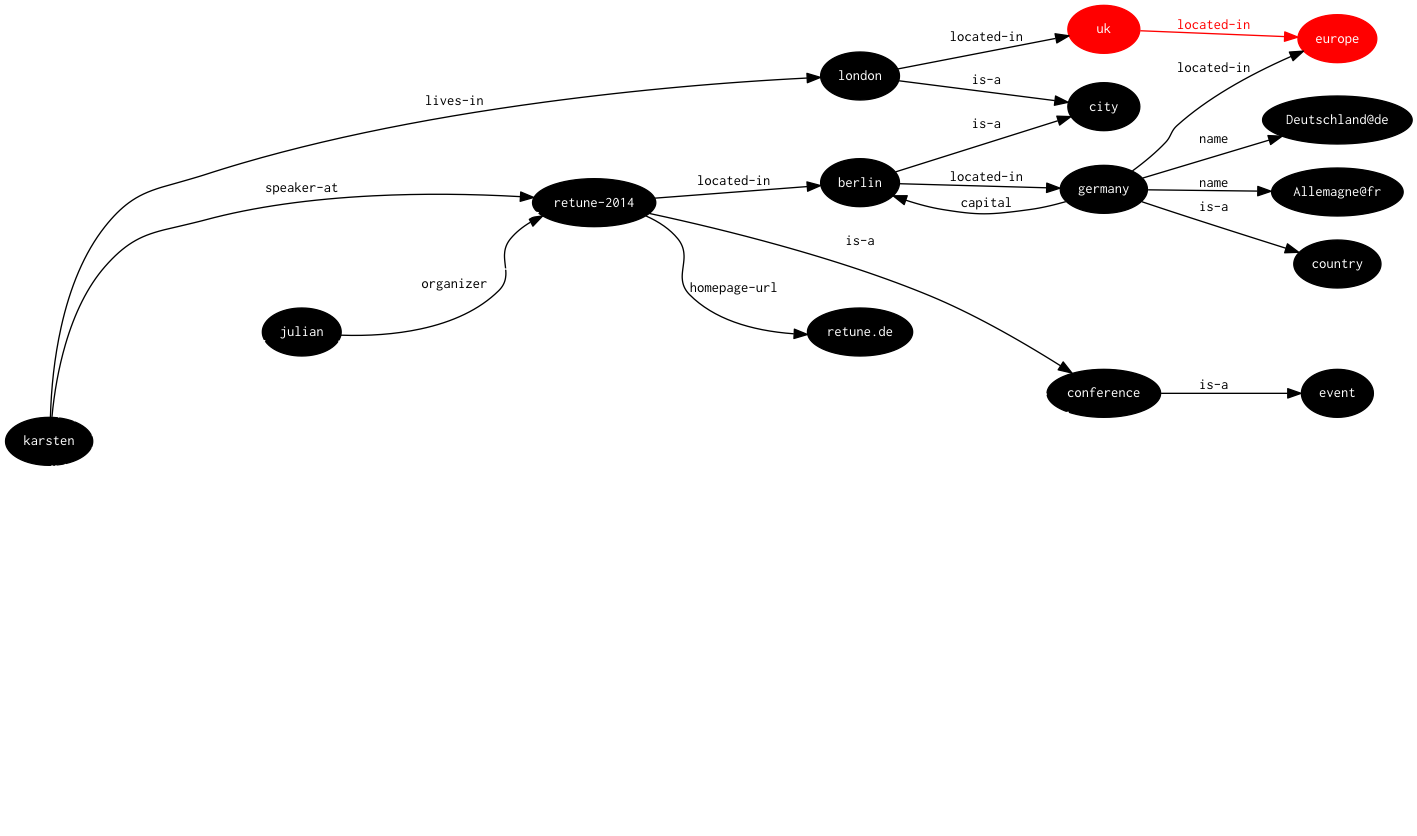 uk
located-in
europe
located-in
located-in
london
is-a
lives-in
city
Deutschland@de
is-a
name
located-in
berlin
located-in
name
germany
Allemagne@fr
speaker-at
retune-2014
capital
is-a
is-a
country
organizer
homepage-url
julian
retune.de
is-a
conference
event
karsten